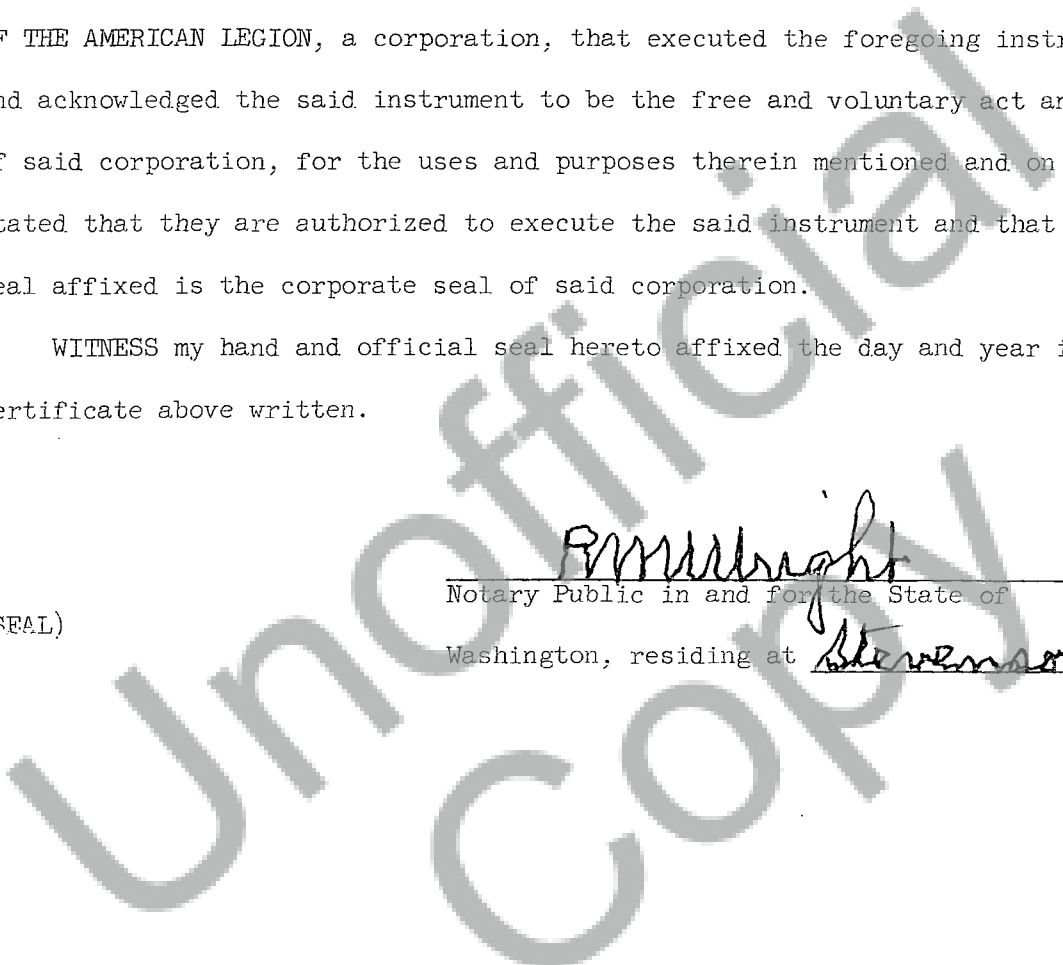 F THE AMERICAN LEGION, a corporation, that executed the foregoing instr
nd acknowledged the said instrument to be the free and voluntary act an
f said corporation, for the uses and purposes therein mentioned and on
tated that they are authorized to execute the said instrument and that
eal affixed is the corporate seal of said corporation.
WITNESS my hand and official seal hereto affixed the day and year i
ertificate above written.
Notary Public in and for the State of
SEAL)
Washington, residing at Stevenso
Unofficial
Copy